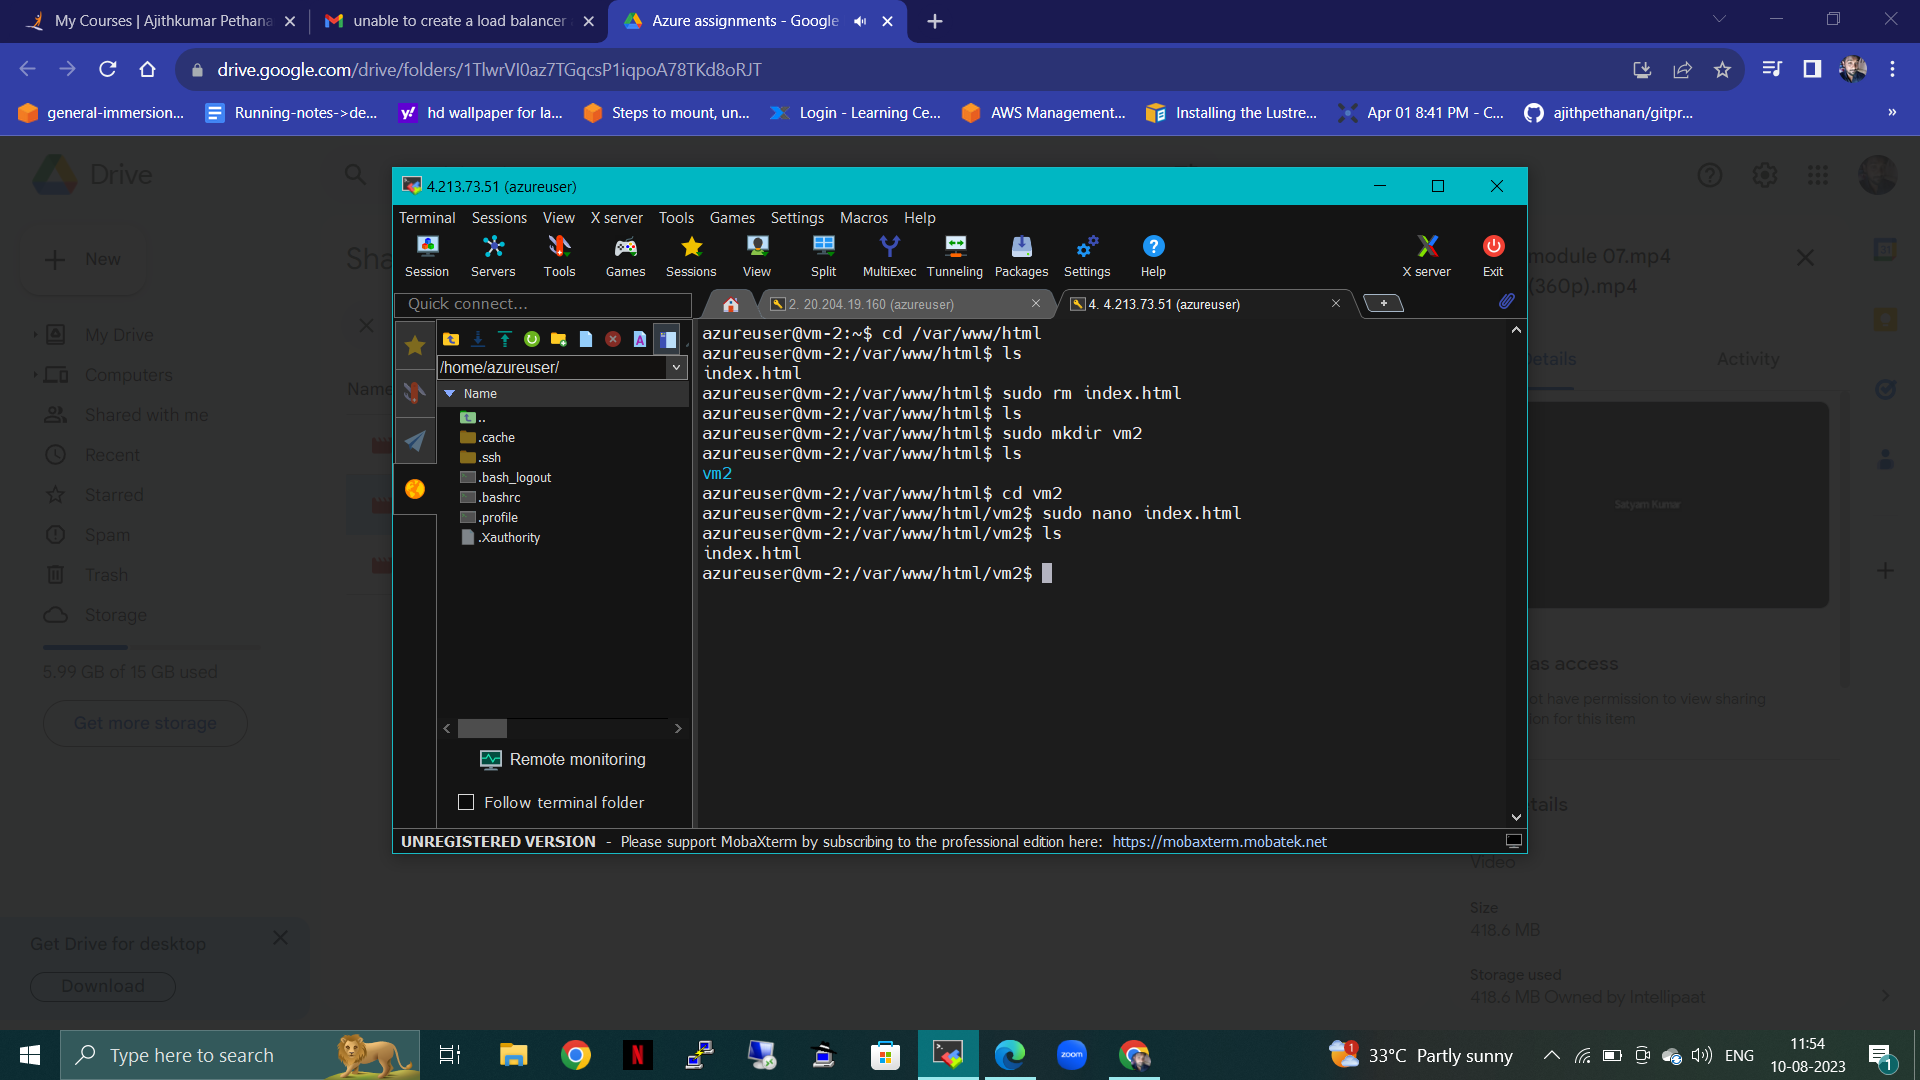 My Courses | Ajithkumar Pethana
unable to create a load balancer
Azure assignments - Google
drive.google.com/drive/folders/1TlwrVI0az7TGqcsP1iqpoA78TKd8oRJT
general-immersion...
Running-notes->de...
hd wallpaper for la...
Steps to mount, un...
Login - Learning Ce...
AWS Management...
Installing the Lustre...
Apr 01 8:41 PM - C...
ajithpethanan/gitpr...
»
Drive
New
Sha
My Drive
Computers
Shared with me
Recent
Starred
Spam
Trash
Storage
5.99 GB of 15 GB used
Get more storage
Name
Get Drive for desktop
Download
4.213.73.51 (azureuser)
Terminal Sessions View X server Tools Games Settings Macros Help
Session Servers Tools Games Sessions View Split MultiExec Tunneling Packages Settings Help X server Exit
Quick connect...
2. 20.204.19.160 (azureuser)
4. 4.213.73.51 (azureuser)
/home/azureuser/
Name
..
.cache
.ssh
.bash_logout
.bashrc
.profile
.Xauthority
Remote monitoring
Follow terminal folder
azureuser@vm-2:~$ cd /var/www/html
azureuser@vm-2:/var/www/html$ ls
index.html
azureuser@vm-2:/var/www/html$ sudo rm index.html
azureuser@vm-2:/var/www/html$ ls
azureuser@vm-2:/var/www/html$ sudo mkdir vm2
azureuser@vm-2:/var/www/html$ ls
vm2
azureuser@vm-2:/var/www/html$ cd vm2
azureuser@vm-2:/var/www/html/vm2$ sudo nano index.html
azureuser@vm-2:/var/www/html/vm2$ ls
index.html
azureuser@vm-2:/var/www/html/vm2$
UNREGISTERED VERSION - Please support MobaXterm by subscribing to the professional edition here: https://mobaxterm.mobatek.net
module 07.mp4
(360p).mp4
Details
Activity
Satyam Kumar
as access
ot have permission to view sharing
ion for this item
etails
Video
Size
418.6 MB
Storage used
418.6 MB Owned by Intellipaat
Type here to search
N
zoom
1
33°C Partly sunny
ENG
11:54
10-08-2023
1